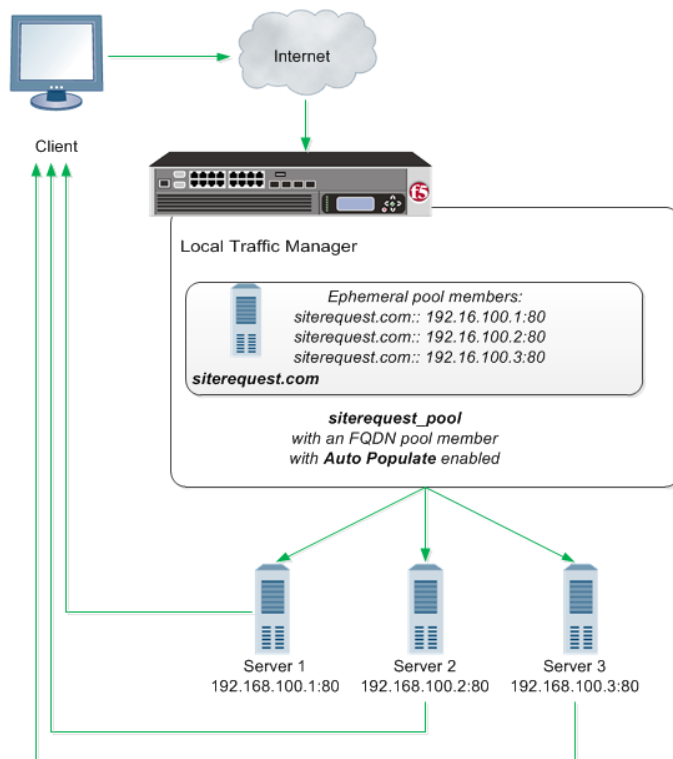 Internet
Client
f5
Local Traffic Manager
Ephemeral pool members:
siterequest.com:: 192.16.100.1:80
siterequest.com:: 192.16.100.2:80
siterequest.com:: 192.16.100.3:80
siterequest.com
siterequest_pool
with an FQDN pool member
with Auto Populate enabled
Server 1
192.168.100.1:80
Server 2
192.168.100.2:80
Server 3
192.168.100.3:80